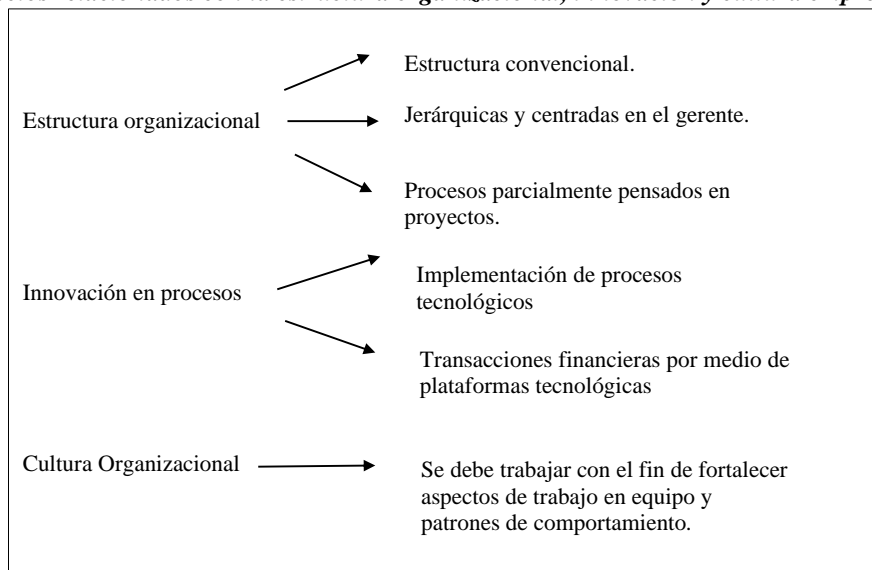 Estructura convencional.
Estructura organizacional
Jerárquicas y centradas en el gerente.
Procesos parcialmente pensados en
proyectos.
Innovación en procesos
Implementación de procesos
tecnológicos
Transacciones financieras por medio de
plataformas tecnológicas
Cultura Organizacional
Se debe trabajar con el fin de fortalecer
aspectos de trabajo en equipo y
patrones de comportamiento.